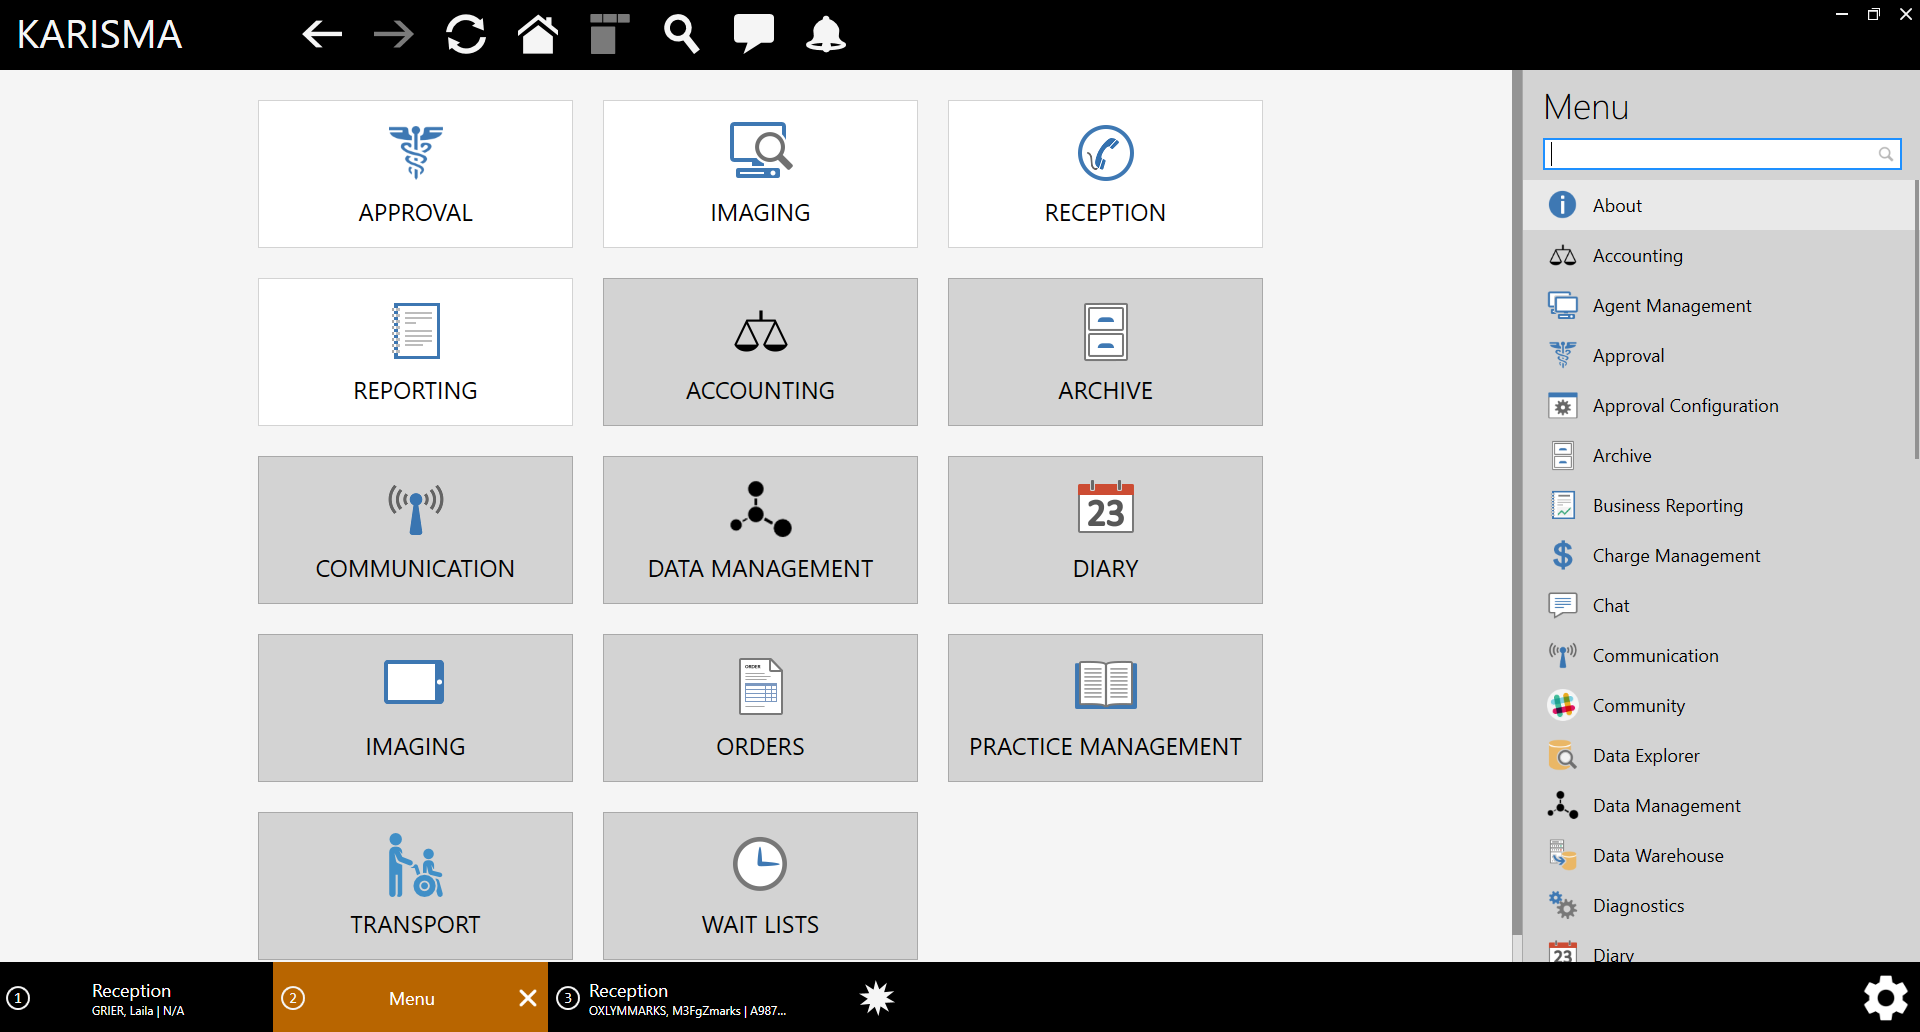 KARISMA
APPROVAL
IMAGING
RECEPTION
REPORTING
ACCOUNTING
ARCHIVE
COMMUNICATION
DATA MANAGEMENT
23
DIARY
IMAGING
ORDER
ORDERS
PRACTICE MANAGEMENT
TRANSPORT
WAIT LISTS
Menu
About
Accounting
Agent Management
Approval
Approval Configuration
Archive
Business Reporting
Charge Management
Chat
Communication
Community
Data Explorer
Data Management
Data Warehouse
Diagnostics
23 Diary
1 Reception
GRIER, Laila | N/A
2 Menu
3 Reception
OXLYMMARKS, M3FgZmarks | A987...